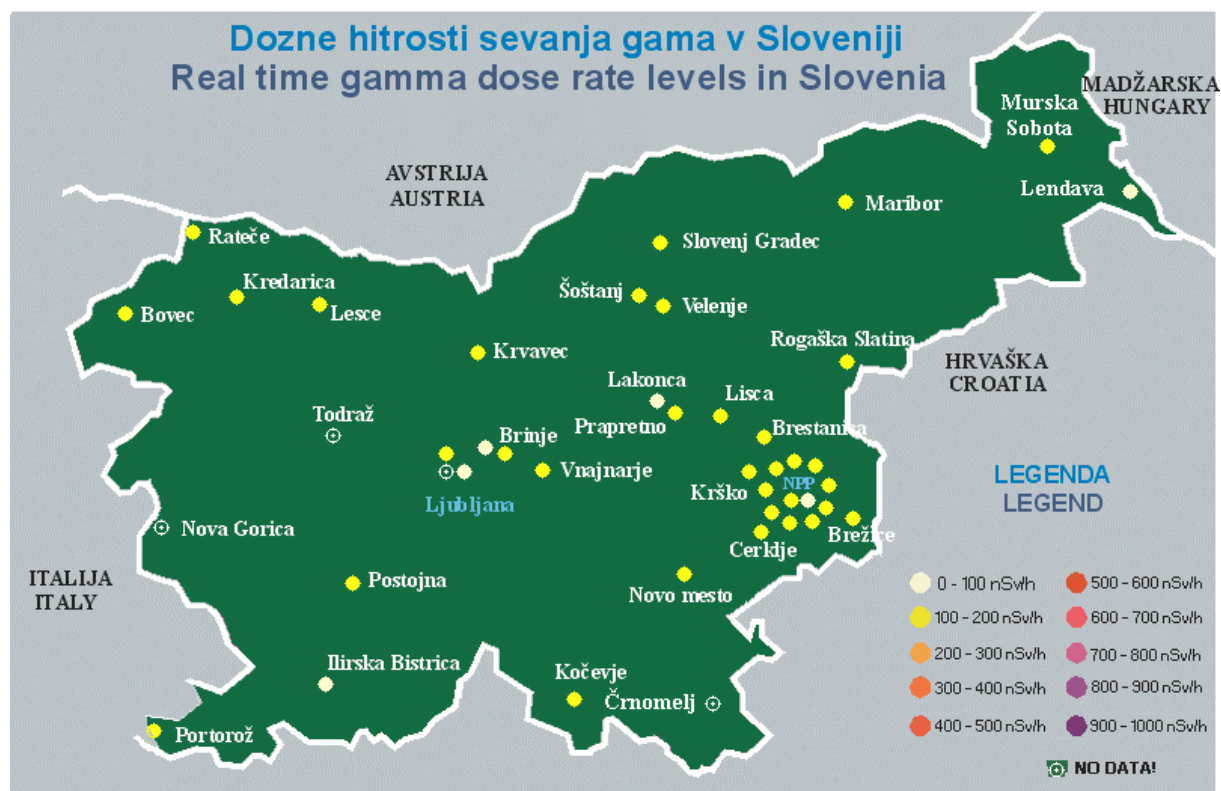 Dozne hitrosti sevanja gama v Sloveniji
Real time gamma dose rate levels in Slovenia
MADŽARSKA
HUNGARY
Murska
Sobota
AVSTRIJA
AUSTRIA
Lendava
Maribor
Rateče
Slovenj Gradec
Kredarica
Šoštanj
Velenje
Bovec
Lesce
Rogaška Slatina
Krvavec
HRVAŠKA
CROATIA
Lakonca
Lisca
Todraž
Prapretno
Brestanisa
Brinje
Vnajnarje
NPP
Krško
LEGENDA
LEGEND
Ljubljana
Nova Gorica
Brežice
Cerklje
ITALIJA
ITALY
Postojna
Novo mesto
0 - 100 nSv/h
500 - 600 nSv/h
100 - 200 nSv/h
600 - 700 nSv/h
200 - 300 nSv/h
700 - 800 nSv/h
300 - 400 nSv/h
800 - 900 nSv/h
400 - 500 nSv/h
900 - 1000 nSv/h
Ilirska Bistrica
Kočevje
Črnomelj
Portorož
NO DATA!